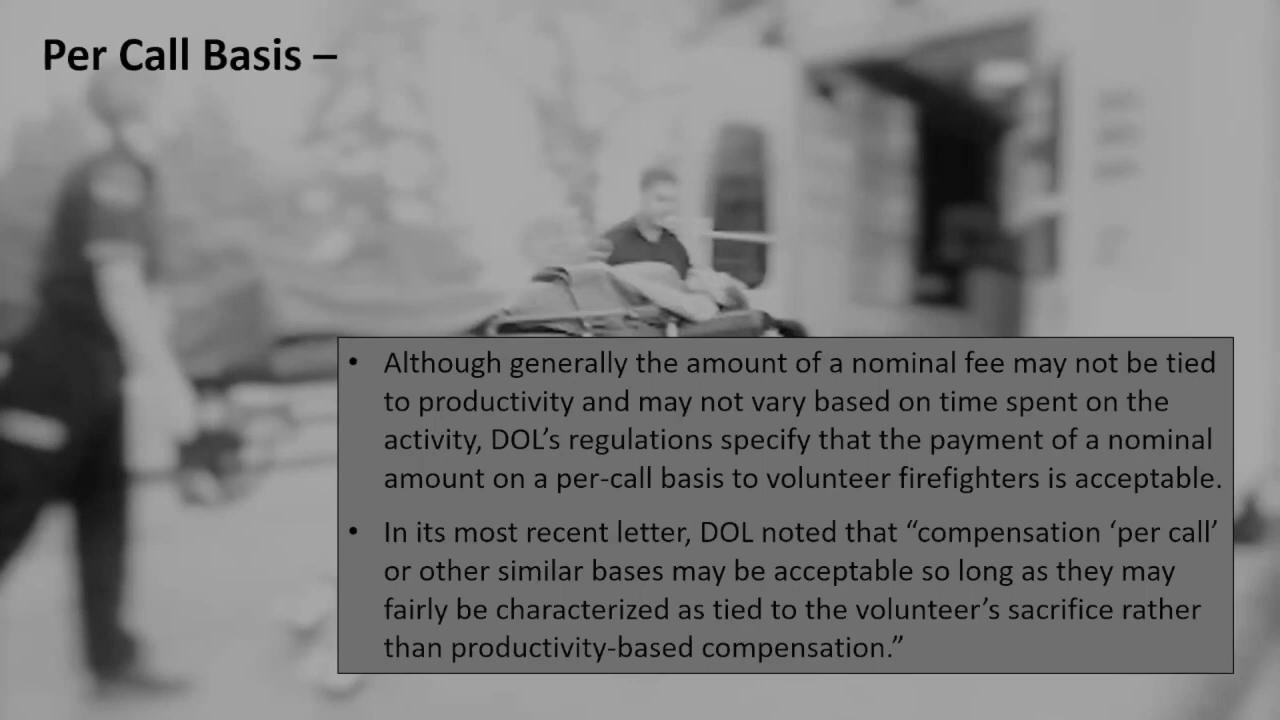 Per Call Basis –
• Although generally the amount of a nominal fee may not be tied
to productivity and may not vary based on time spent on the
activity, DOL’s regulations specify that the payment of a nominal
amount on a per-call basis to volunteer firefighters is acceptable.
• In its most recent letter, DOL noted that “compensation ‘per call’
or other similar bases may be acceptable so long as they may
fairly be characterized as tied to the volunteer’s sacrifice rather
than productivity-based compensation.”